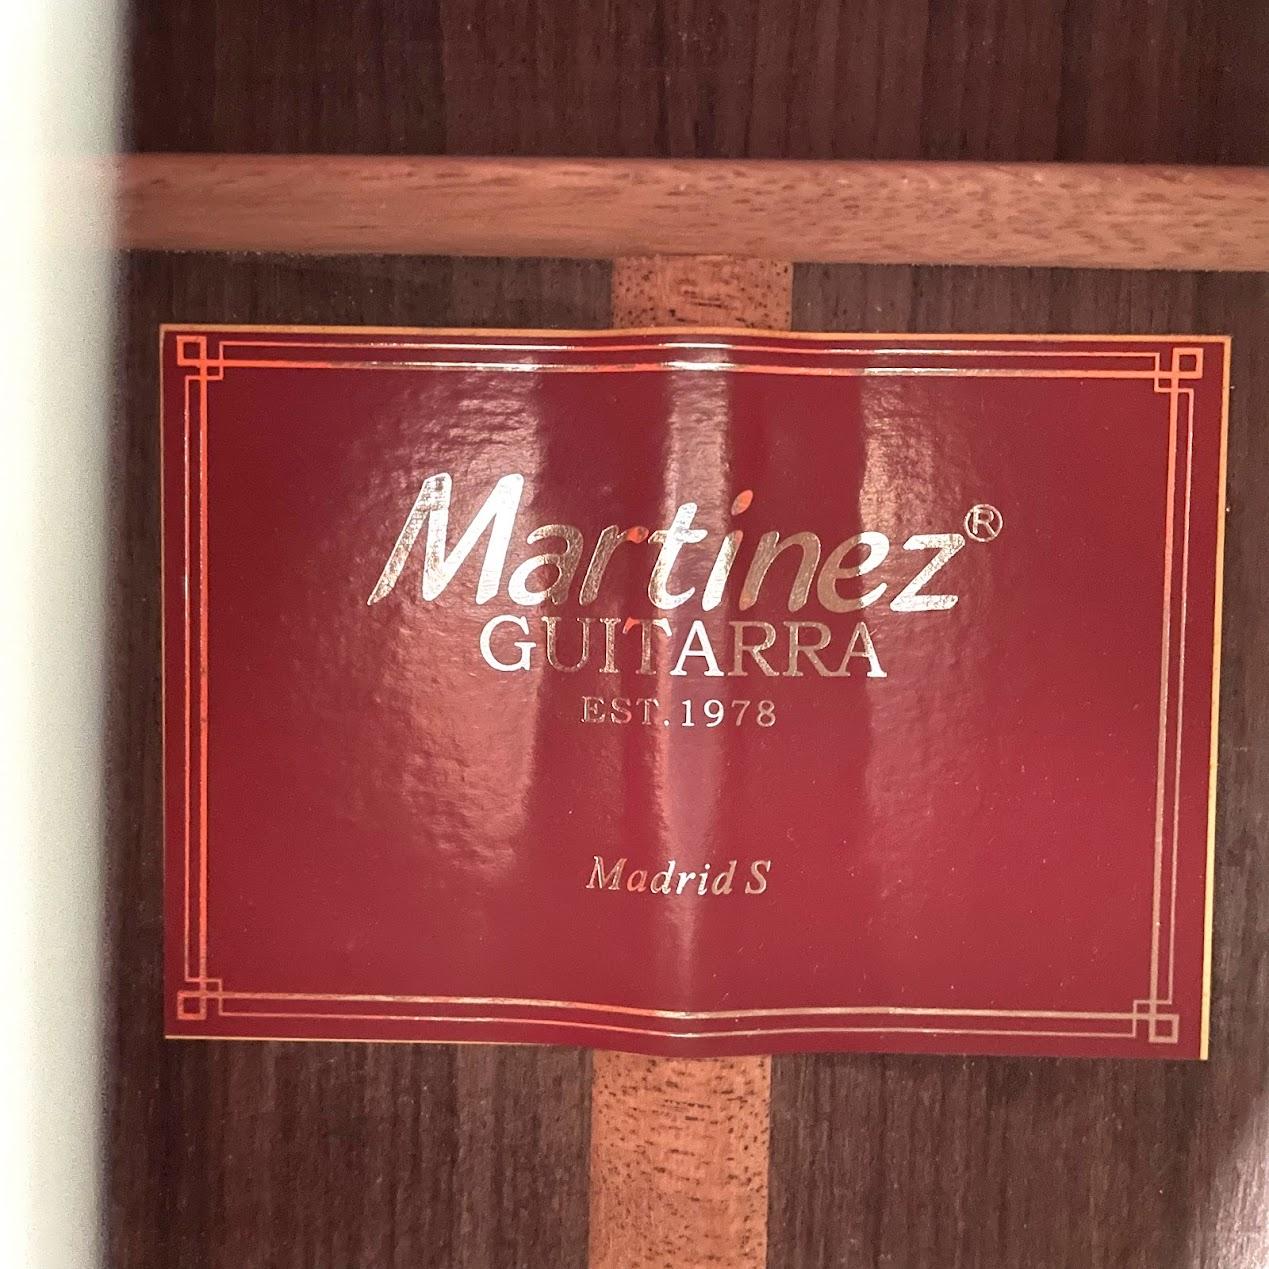 Martinez®
GUITARRA
EST. 1978
Madrid S